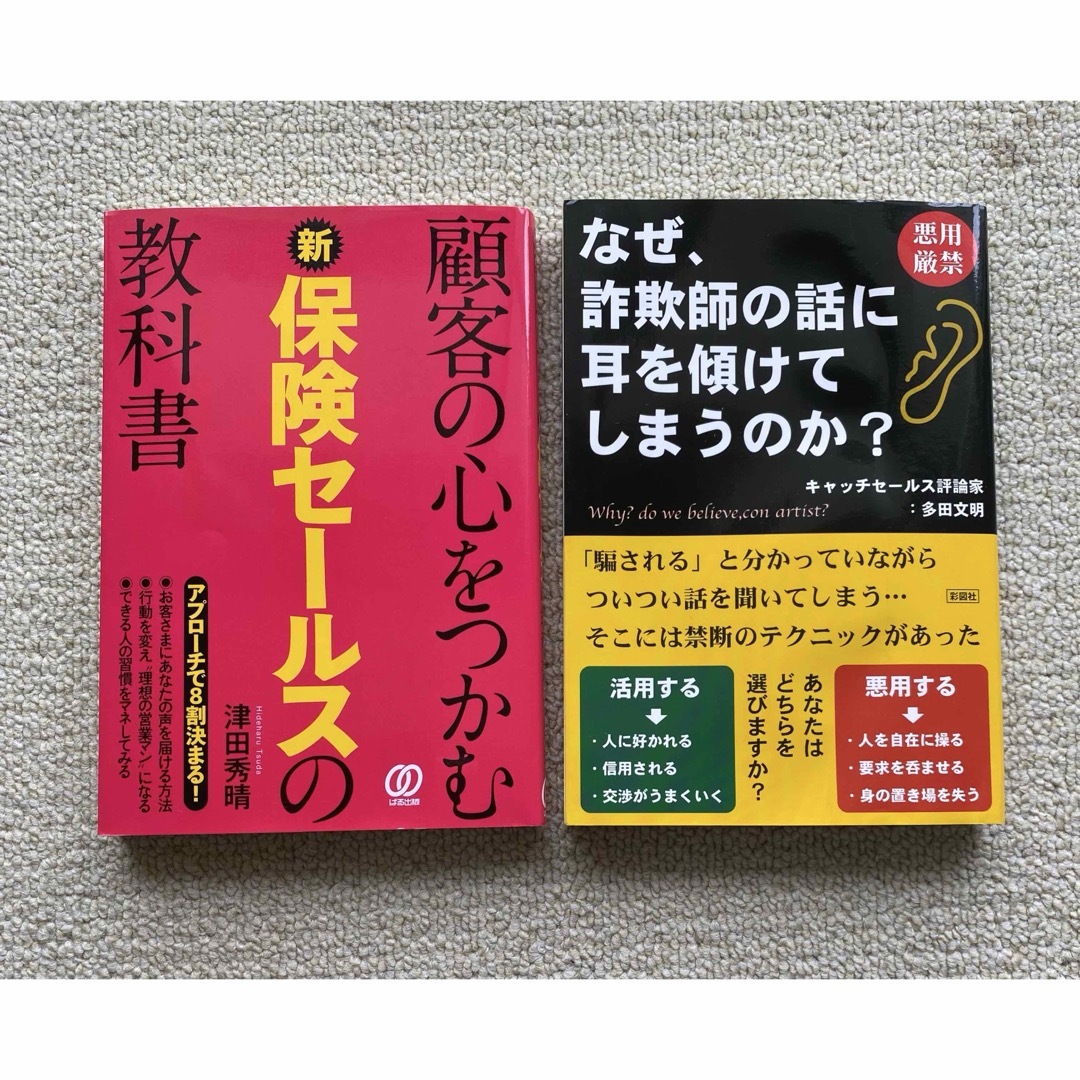 顧客の心をつかむ
新
保険セールスの
教科書
アプローチで8割決まる!
●お客さまにあなたの声を届ける方法
●行動を変え〝理想の営業マン〟になる
●できる人の習慣をマネしてみる
Hideharu Tsuda
津田秀晴
ぱる出版
なぜ、
詐欺師の話に
耳を傾けて
しまうのか?
悪用
厳禁
キャッチセールス評論家
:多田文明
Why? do we believe,con artist?
「騙される」と分かっていながら
ついつい話を聞いてしまう…
そこには禁断のテクニックがあった
彩図社
活用する
・人に好かれる
・信用される
・交渉がうまくいく
あなたは
どちらを
選びますか?
悪用する
・人を自在に操る
・要求を呑ませる
・身の置き場を失う